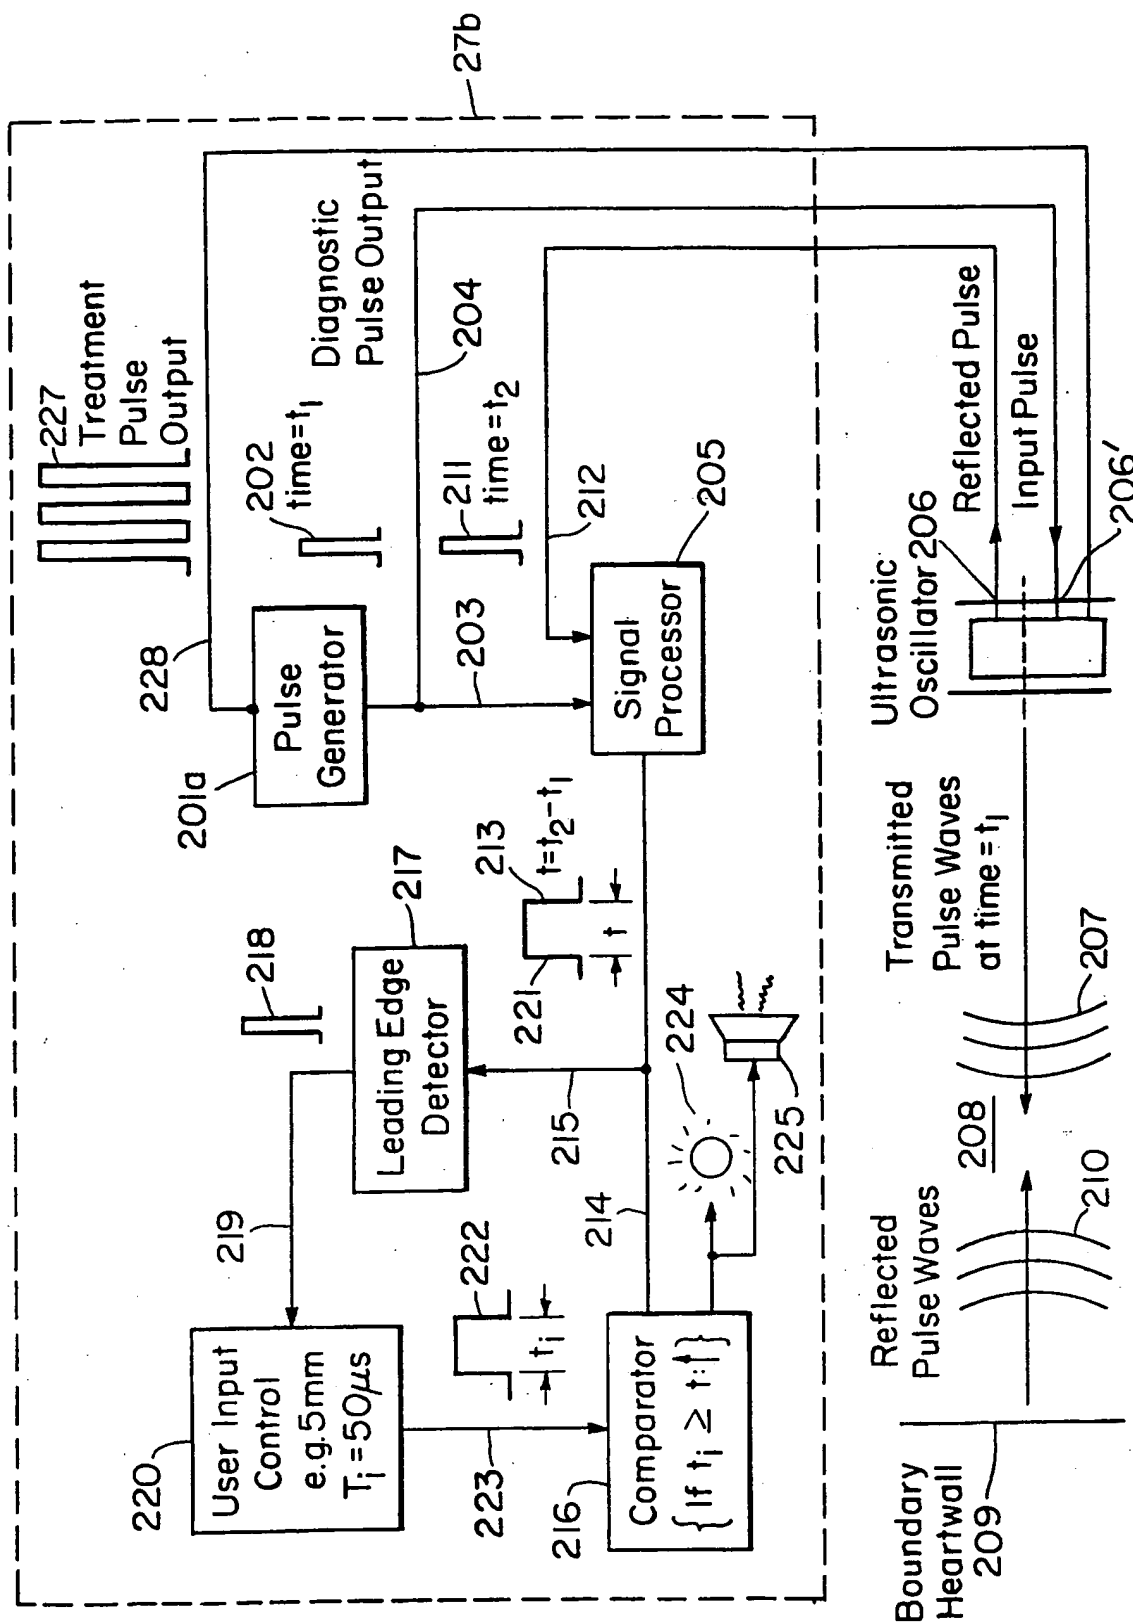 227
Treatment
Pulse
Output
27b
228
201a
Pulse
Generator
202
time=t1
Diagnostic
Pulse Output
204
203
211
time=t2
212
Signal
Processor
205
213
t=t2-t1
221
t
217
218
Leading Edge
Detector
219
215
214
220
User Input
Control
e.g.5mm
Ti=50μs
222
ti
223
216
Comparator
{If ti ≥ t:↑}
224
225
Reflected Pulse
Input Pulse
Ultrasonic
Oscillator 206
206'
Transmitted
Pulse Waves
at time=t1
207
208
Reflected
Pulse Waves
210
Boundary
Heartwall
209